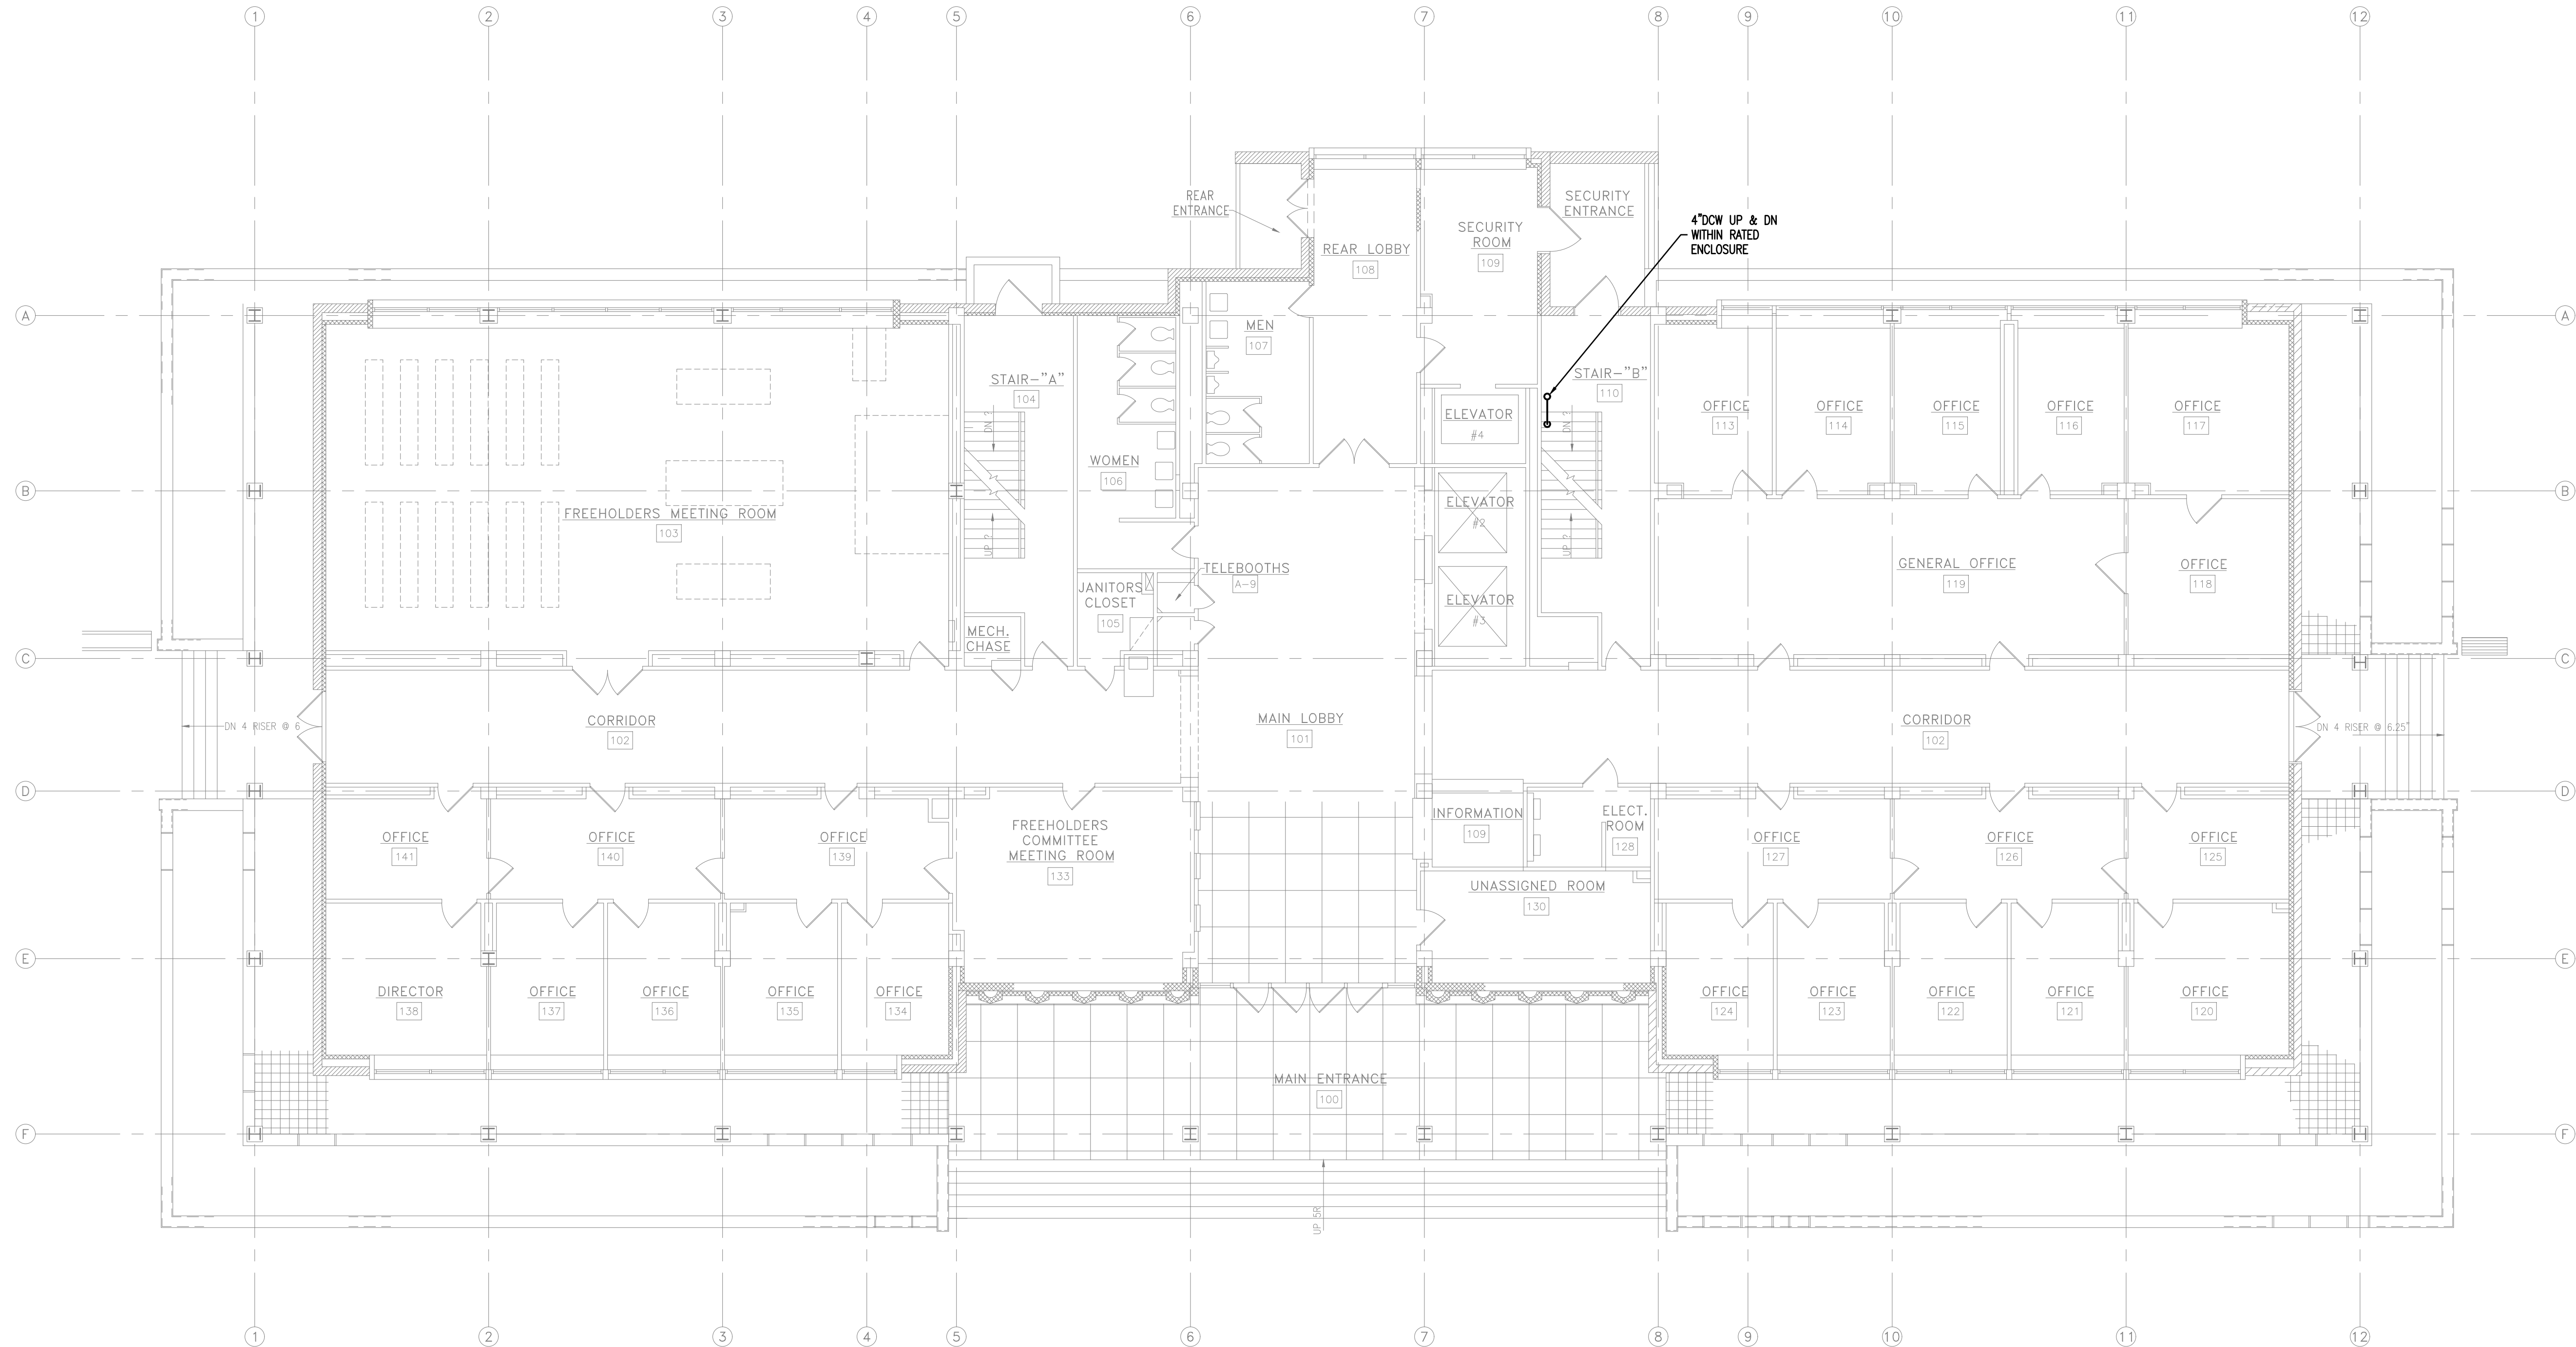 1 2 3 4 5 6 7 8 9 10 11 12
REAR
ENTRANCE
SECURITY
ENTRANCE
4"DCW UP & DN
WITHIN RATED
ENCLOSURE
SECURITY
ROOM
109
REAR LOBBY
108
A
A
MEN
107
STAIR-"A"
104
DN ?
UP ?
STAIR-"B"
110
DN ?
UP ?
ELEVATOR
#4
OFFICE
113
OFFICE
114
OFFICE
115
OFFICE
116
OFFICE
117
WOMEN
106
B
B
FREEHOLDERS MEETING ROOM
103
ELEVATOR
#2
TELEBOOTHS
A-9
GENERAL OFFICE
119
OFFICE
118
JANITORS
CLOSET
105
ELEVATOR
#3
MECH.
CHASE
C
C
DN 4 RISER @ 6
CORRIDOR
102
MAIN LOBBY
101
CORRIDOR
102
DN 4 RISER @ 6.25"
D
D
OFFICE
141
OFFICE
140
OFFICE
139
FREEHOLDERS
COMMITTEE
MEETING ROOM
133
INFORMATION
109
ELECT.
ROOM
128
OFFICE
127
OFFICE
126
OFFICE
125
UNASSIGNED ROOM
130
E
E
DIRECTOR
138
OFFICE
137
OFFICE
136
OFFICE
135
OFFICE
134
OFFICE
124
OFFICE
123
OFFICE
122
OFFICE
121
OFFICE
120
MAIN ENTRANCE
100
F
F
UP 5R
1 2 3 4 5 6 7 8 9 10 11 12